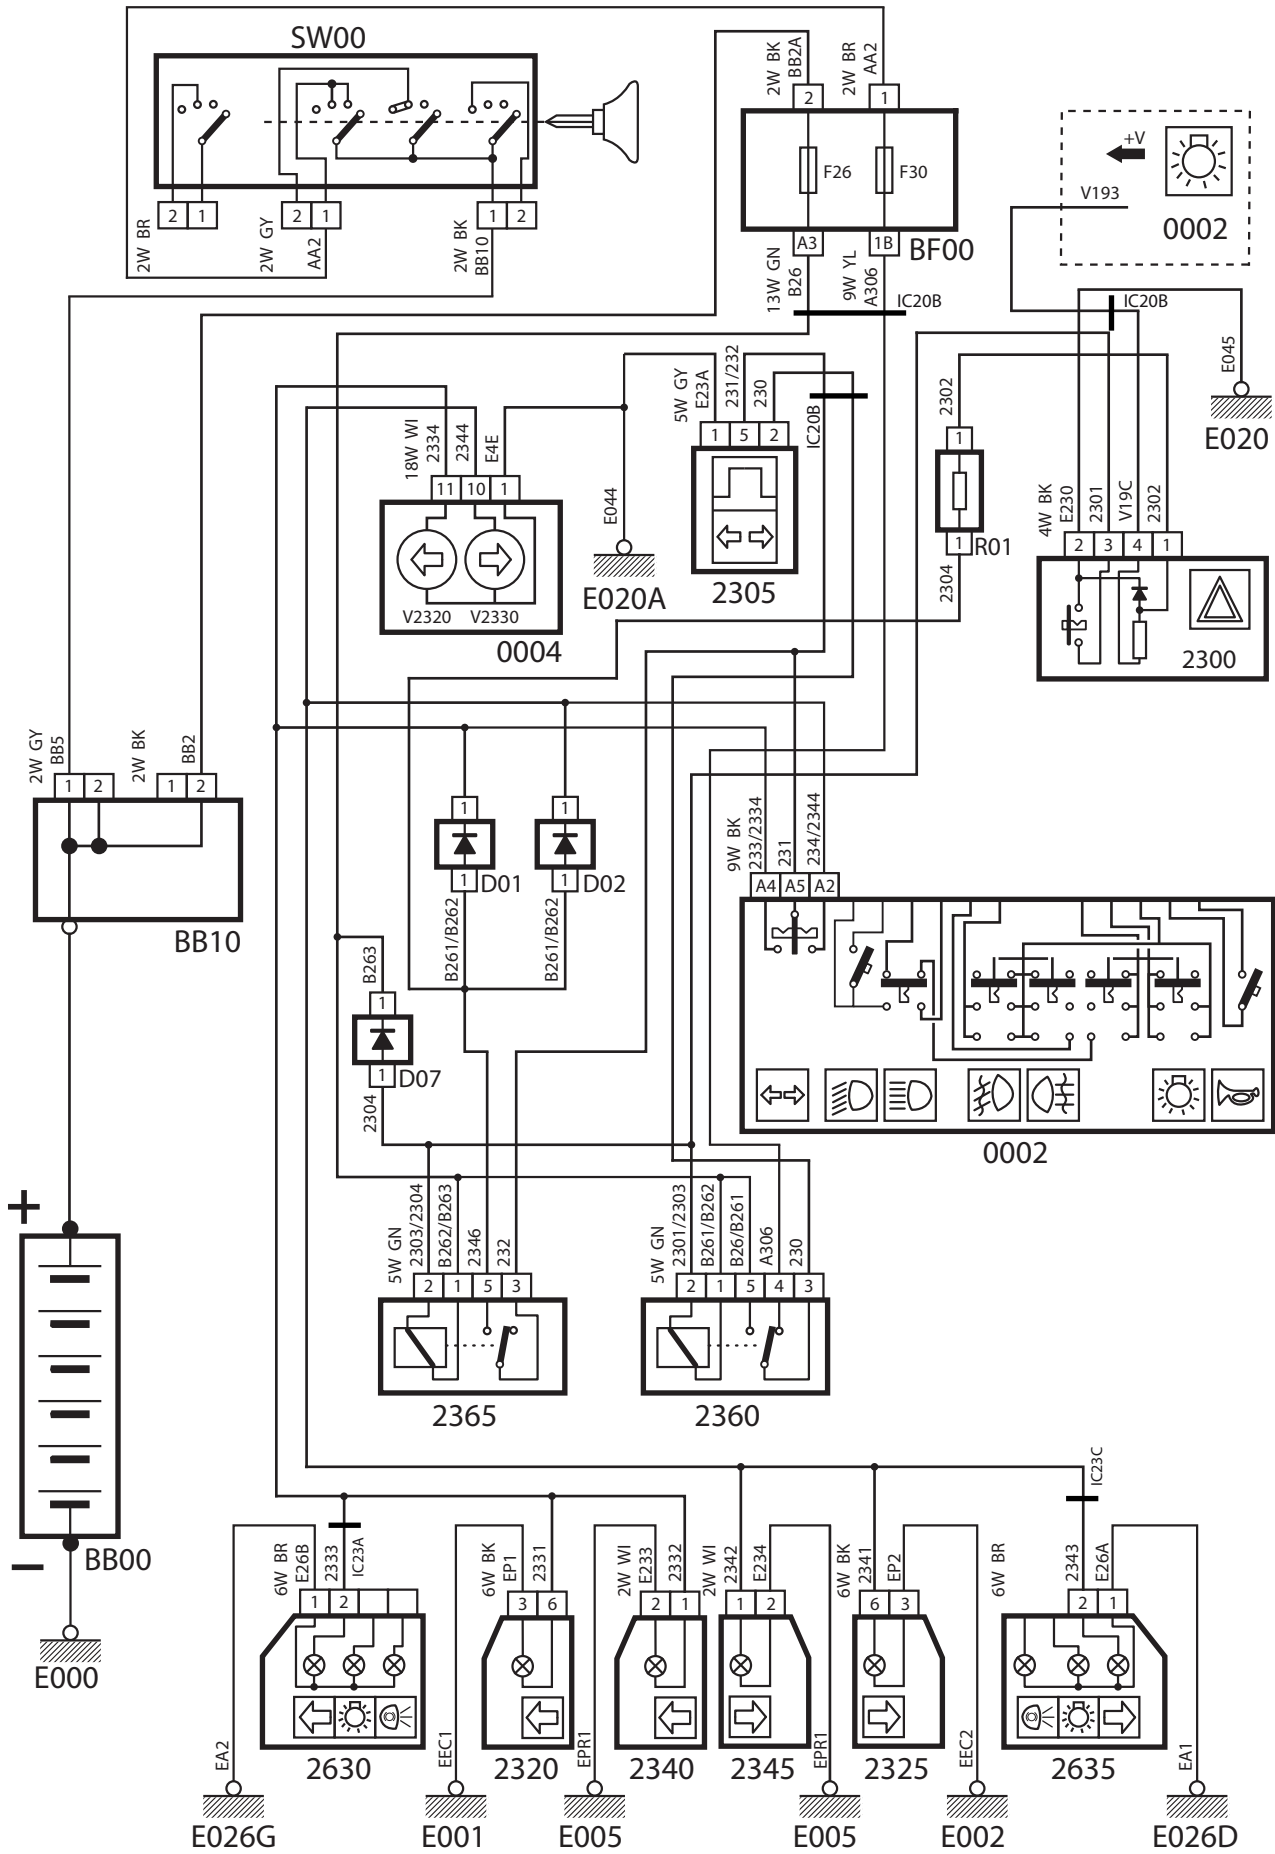 SW00
2W BR
2
1
2W GY
2
1
AA2
2W BK
1
2
BB10
2W BK
BB2A
2W BR
AA2
2
1
F26
F30
A3
1B
BF00
13W GN
B26
9W YL
A306
IC20B
+V
V193
0002
IC20B
E045
E020
18W WI
2334
2344
E4E
11
10
1
V2320
V2330
0004
E044
E020A
5W GY
E23A
231/232
230
1
5
2
IC20B
2305
2302
1
1
R01
2304
4W BK
E230
2301
V19C
2302
2
3
4
1
2300
2W GY
BB5
2W BK
BB2
1
2
1
2
BB10
1
1
D01
B261/B262
1
1
D02
B261/B262
B263
1
1
D07
2304
9W BK
233/2334
231
234/2344
A4
A5
A2
0002
5W GN
2303/2304
B262/B263
2346
232
2
1
5
3
2365
5W GN
2301/2303
B261/B262
B26/B261
A306
230
2
1
5
4
3
2360
+
−
BB00
E000
6W BR
E26B
2333
IC23A
1
2
2630
EA2
E026G
6W BK
EP1
2331
3
6
2320
EEC1
E001
2W WI
E233
2332
2
1
2340
EPR1
E005
2W WI
2342
E234
1
2
2345
EPR1
E005
6W BK
2341
EP2
6
3
2325
EEC2
E002
6W BR
2343
IC23C
E26A
2
1
2635
EA1
E026D